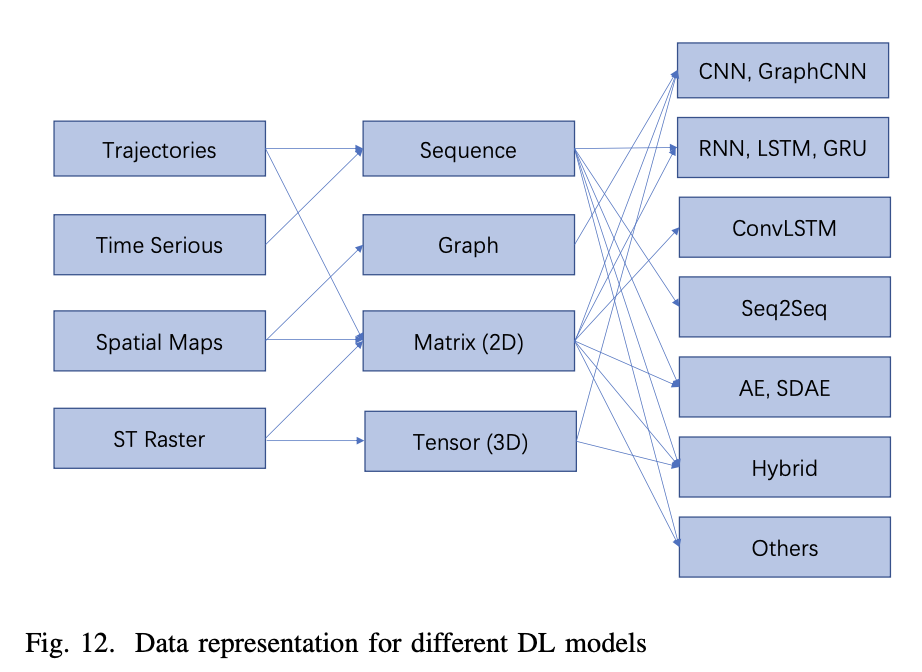 Trajectories
Time Serious
Spatial Maps
ST Raster
Sequence
Graph
Matrix (2D)
Tensor (3D)
CNN, GraphCNN
RNN, LSTM, GRU
ConvLSTM
Seq2Seq
AE, SDAE
Hybrid
Others
Fig. 12. Data representation for different DL models